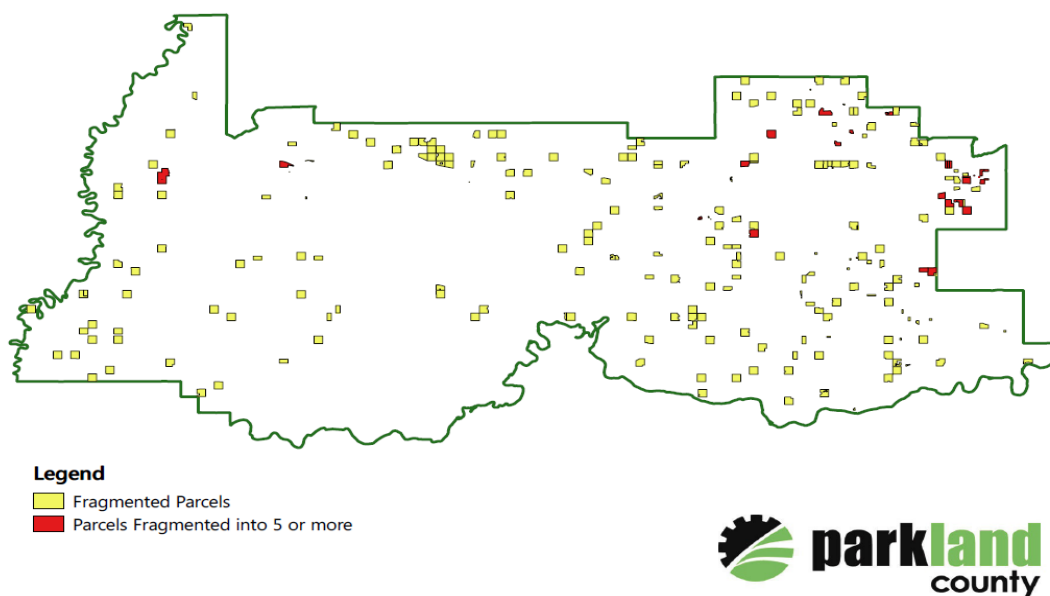 Legend
Fragmented Parcels
Parcels Fragmented into 5 or more
parkland
county